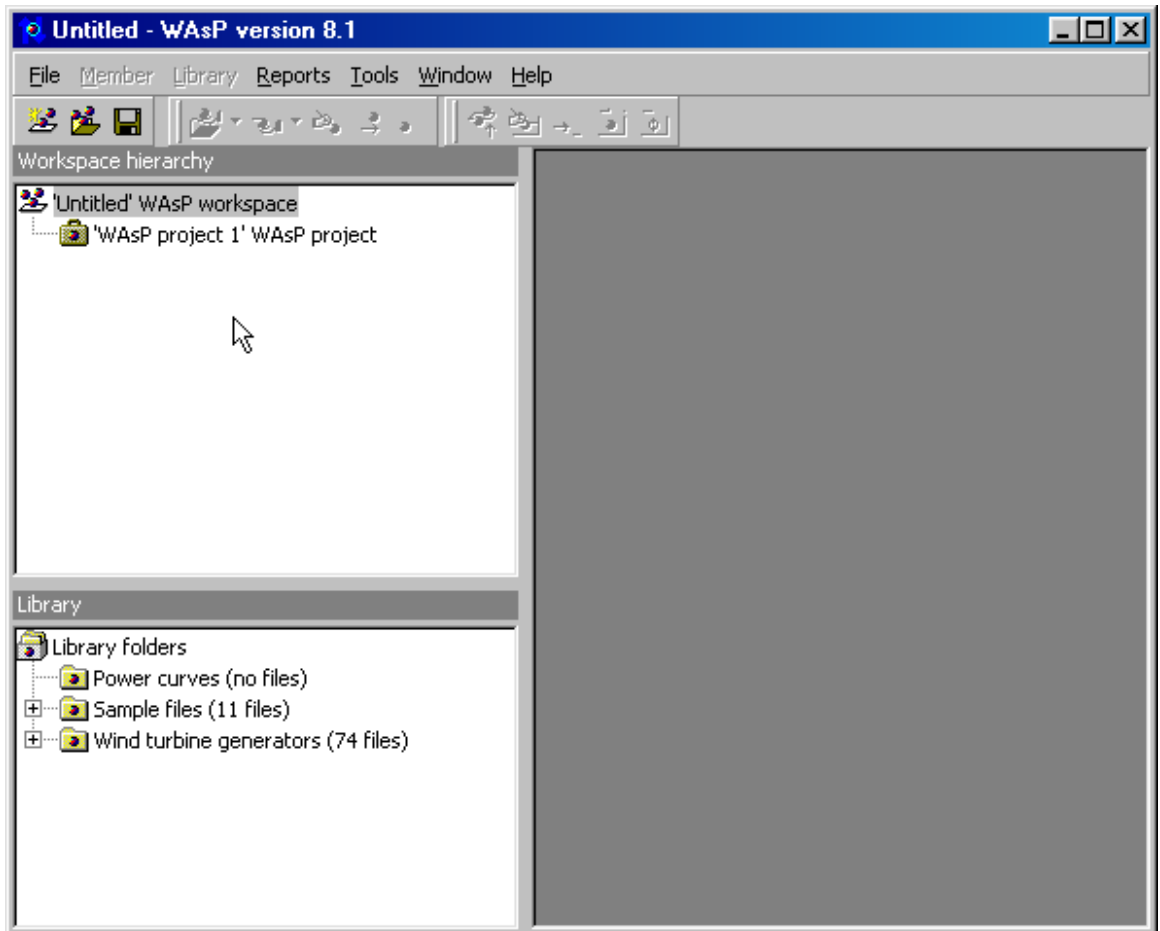 Untitled - WAsP version 8.1
File Member Library Reports Tools Window Help
Workspace hierarchy
'Untitled' WAsP workspace
'WAsP project 1' WAsP project
Library
Library folders
Power curves (no files)
Sample files (11 files)
Wind turbine generators (74 files)